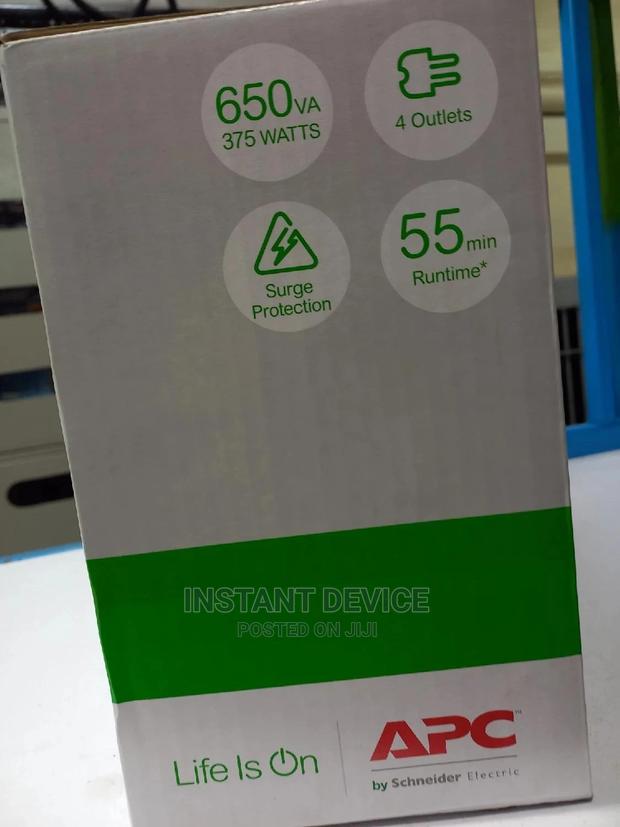 650VA
375 WATTS
4 Outlets
Surge
Protection
55min
Runtime*
INSTANT DEVICE
POSTED ON JIJI
Life Is On
APC™
by Schneider Electric